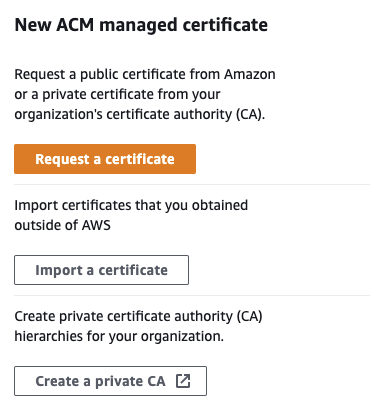 New ACM managed certificate
Request a public certificate from Amazon
or a private certificate from your
organization's certificate authority (CA).
Request a certificate
Import certificates that you obtained
outside of AWS
Import a certificate
Create private certificate authority (CA)
hierarchies for your organization.
Create a private CA